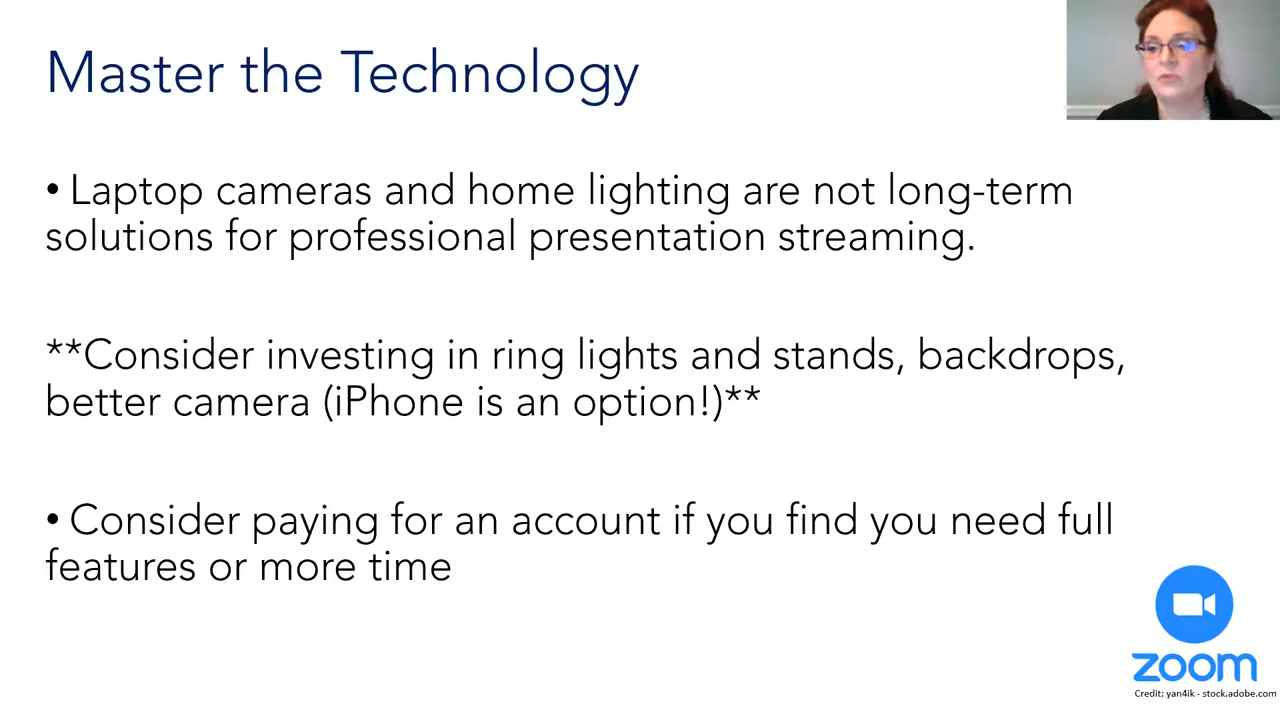 Master the Technology
• Laptop cameras and home lighting are not long-term
solutions for professional presentation streaming.
**Consider investing in ring lights and stands, backdrops,
better camera (iPhone is an option!)**
• Consider paying for an account if you find you need full
features or more time
zoom
Credit: yan4ik - stock.adobe.com